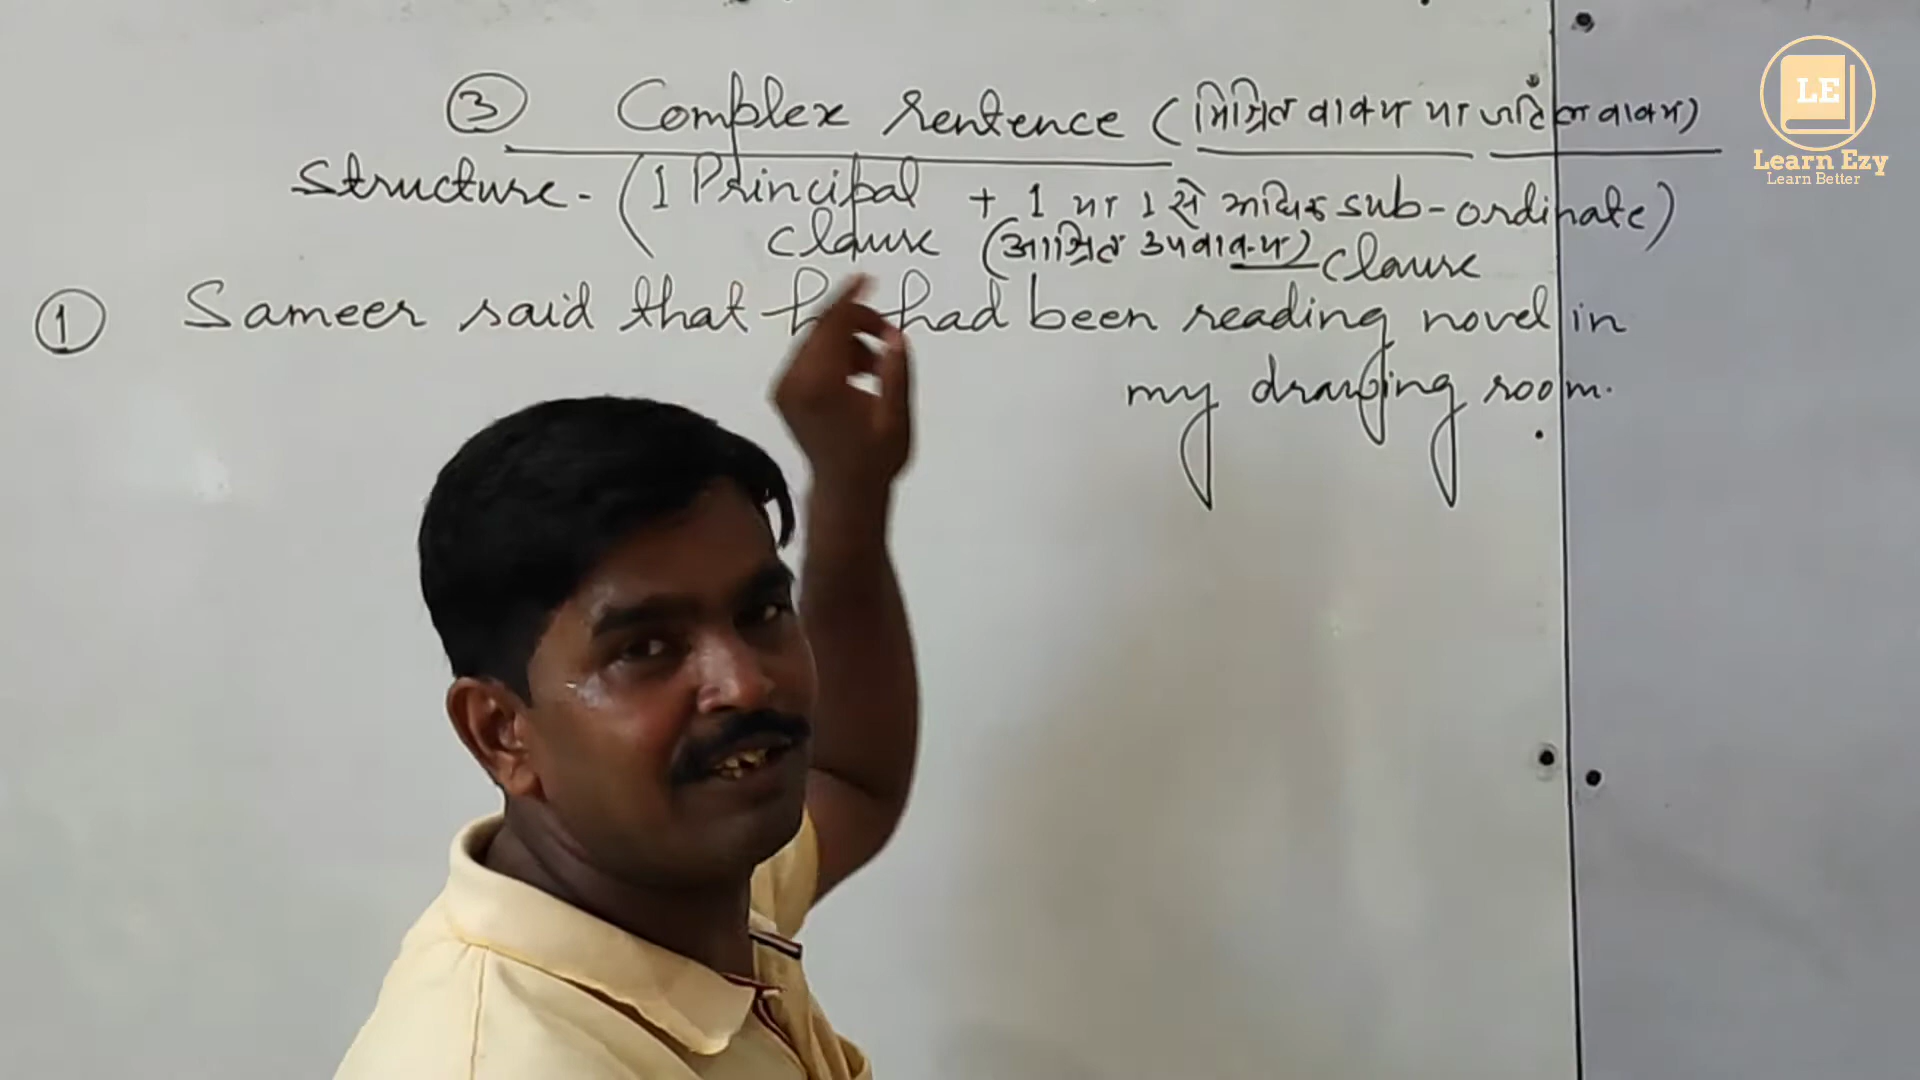 ③ Complex sentence (मिश्रित वाक्य या जटिल वाक्य)
Structure - (1 Principal + 1 या 1 से अधिक sub-ordinate)
clause (आश्रित उपवाक्य) clause
① Sameer said that had been reading novel in
my drawing room.
LE
Learn Ezy
Learn Better